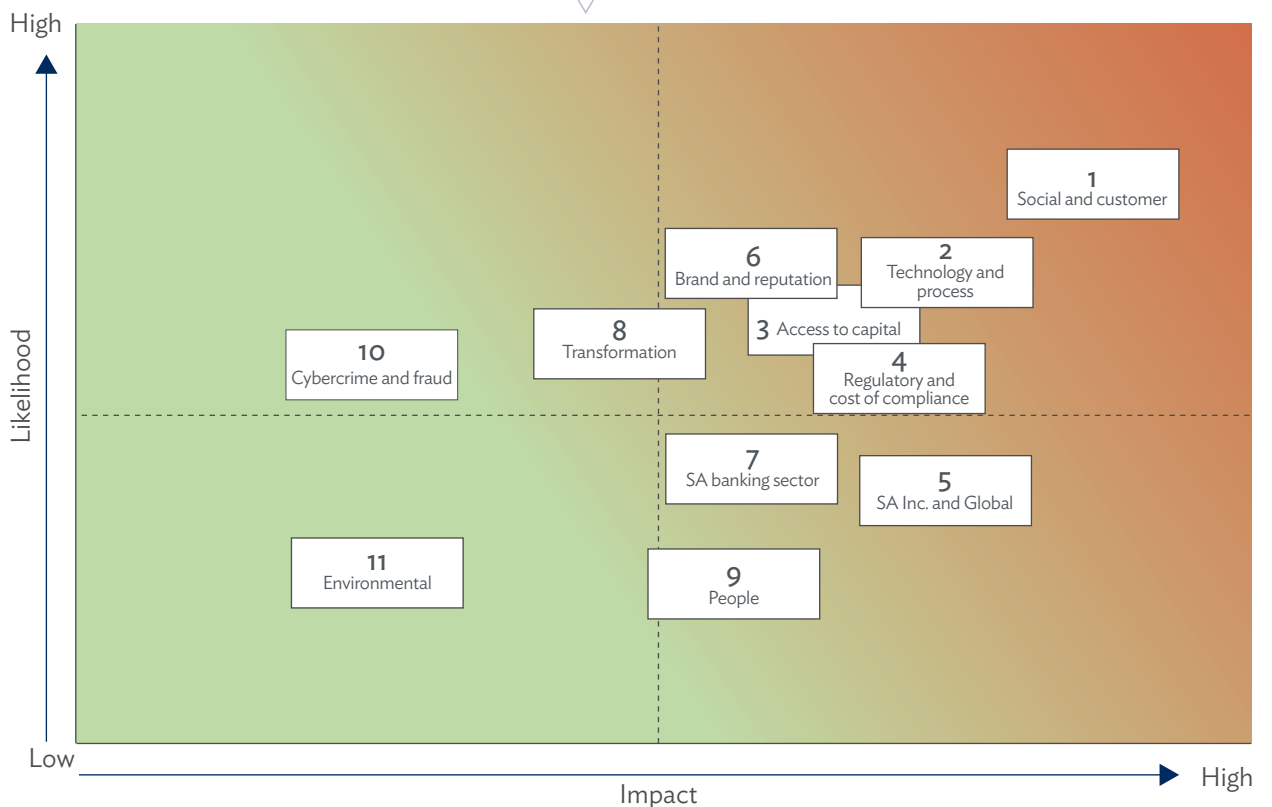 High
1
Social and customer
6
Brand and reputation
2
Technology and
process
3 Access to capital
8
Transformation
10
Cybercrime and fraud
4
Regulatory and
cost of compliance
Likelihood
7
SA banking sector
5
SA Inc. and Global
11
Environmental
9
People
Low
High
Impact